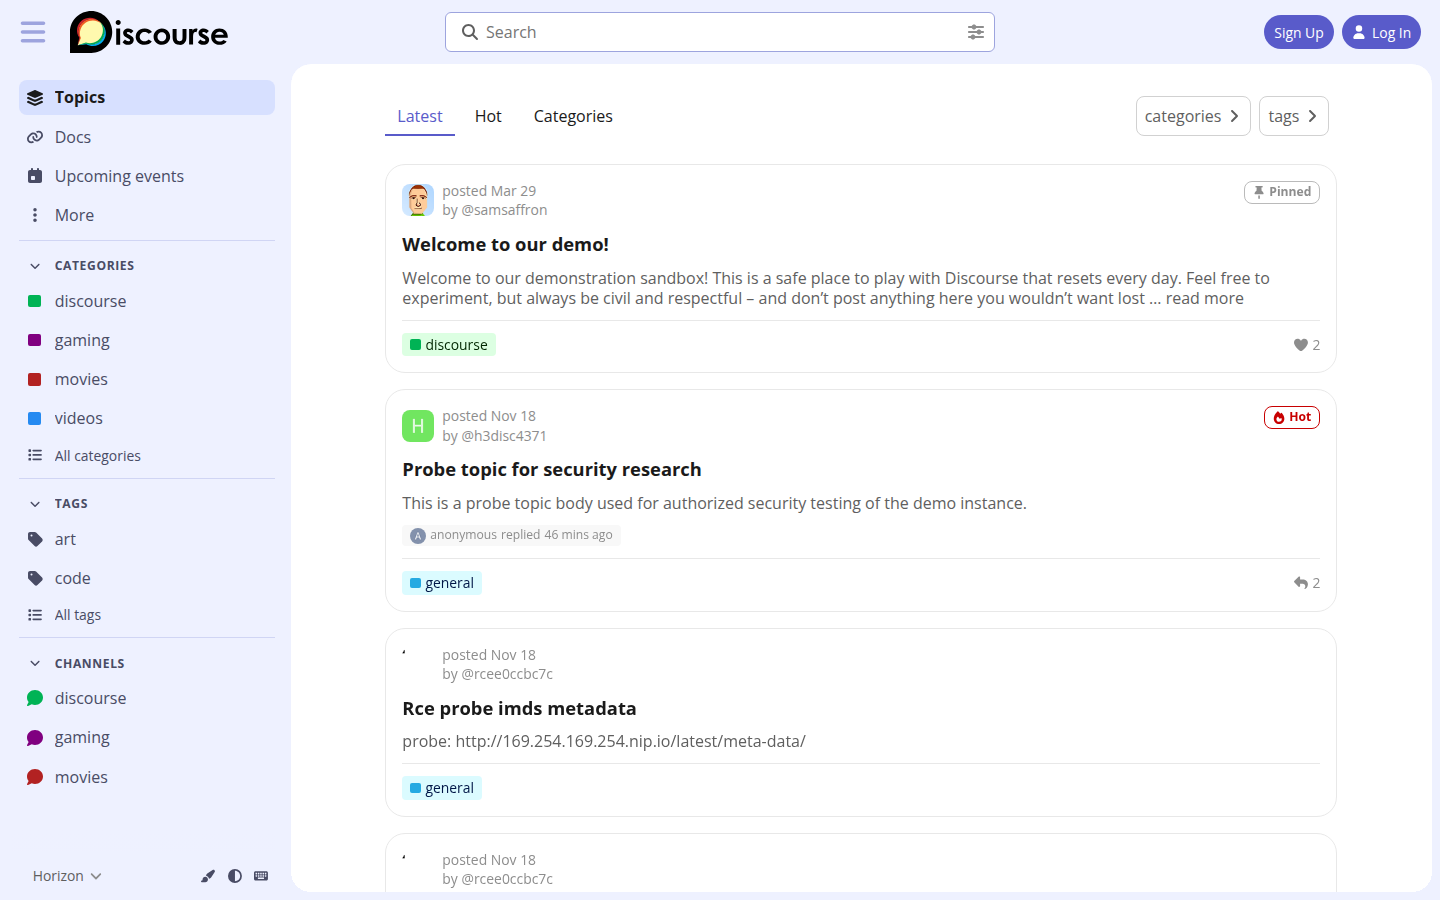 Discourse
Search
Sign Up
Log In
Topics
Docs
Upcoming events
More
CATEGORIES
discourse
gaming
movies
videos
All categories
TAGS
art
code
All tags
CHANNELS
discourse
gaming
movies
Horizon
Latest
Hot
Categories
categories
tags
posted Mar 29
by @samsaffron
Pinned
Welcome to our demo!
Welcome to our demonstration sandbox! This is a safe place to play with Discourse that resets every day. Feel free to
experiment, but always be civil and respectful – and don’t post anything here you wouldn’t want lost ... read more
discourse
2
H
posted Nov 18
by @h3disc4371
Hot
Probe topic for security research
This is a probe topic body used for authorized security testing of the demo instance.
A anonymous replied 46 mins ago
general
2
posted Nov 18
by @rcee0ccbc7c
Rce probe imds metadata
probe: http://169.254.169.254.nip.io/latest/meta-data/
general
posted Nov 18
by @rcee0ccbc7c